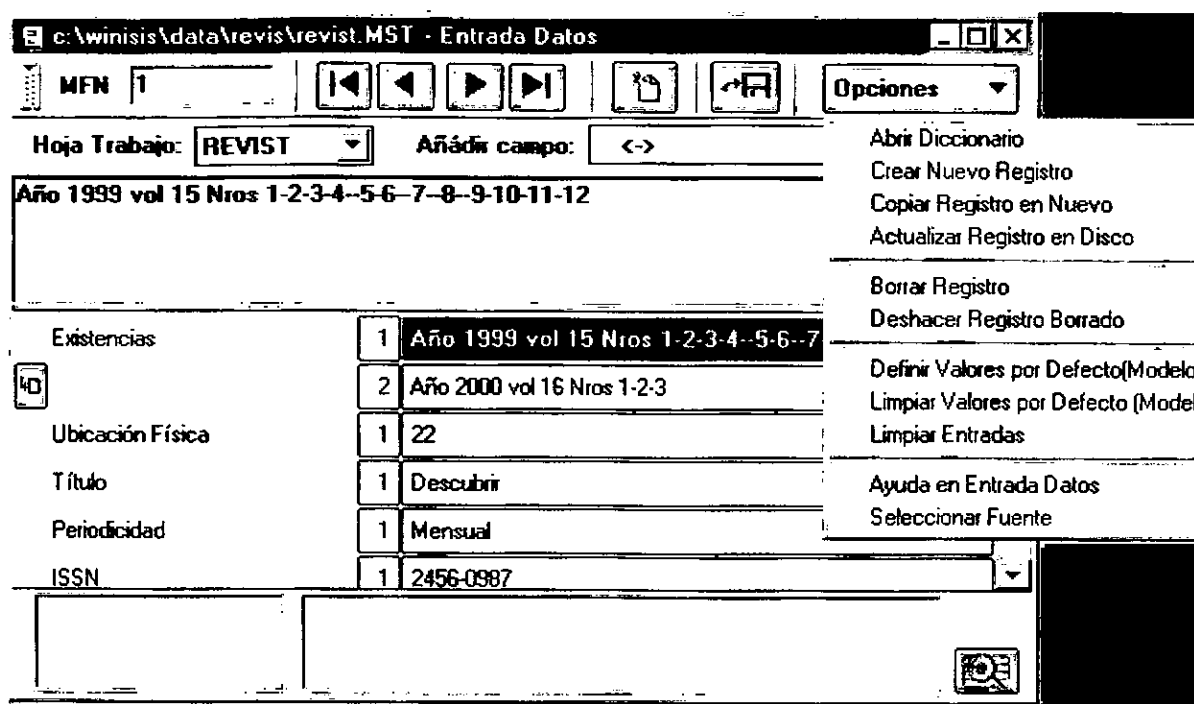 c:\winisis\data\revis\revist.MST - Entrada Datos
MFN 1
Opciones
Hoja Trabajo: REVIST Añádir campo: <->
Año 1999 vol 15 Nros 1-2-3-4--5-6--7--8--9-10-11-12
Abrir Diccionario
Crear Nuevo Registro
Copiar Registro en Nuevo
Actualizar Registro en Disco
Borrar Registro
Deshacer Registro Borrado
Definir Valores por Defecto(Modelo
Limpiar Valores por Defecto (Model
Limpiar Entradas
Ayuda en Entrada Datos
Seleccionar Fuente
Existencias 1 Año 1999 vol 15 Nros 1-2-3-4--5-6--7
2 Año 2000 vol 16 Nros 1-2-3
Ubicación Física 1 22
Título 1 Descubrir
Periodicidad 1 Mensual
ISSN 1 2456-0987